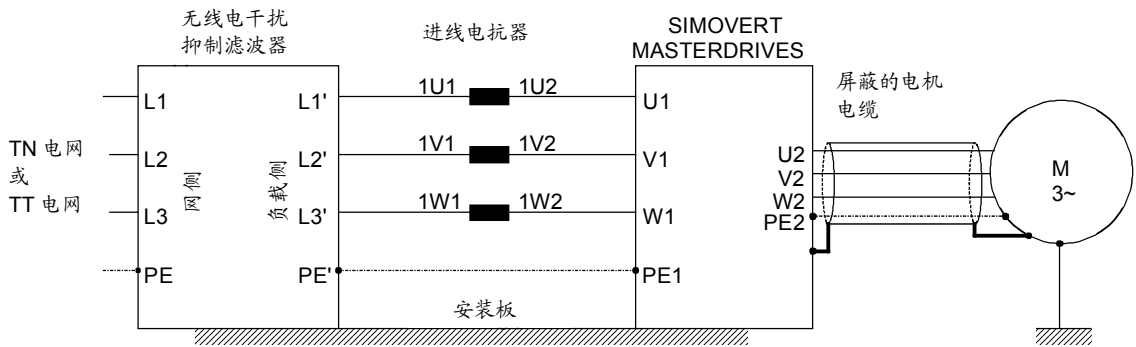 无线电干扰
抑制滤波器
进线电抗器
SIMOVERT
MASTERDRIVES
屏蔽的电机
电缆
TN 电网
或
TT 电网
L1
L2
L3
PE
网侧
负载侧
L1'
L2'
L3'
PE'
1U1 1U2
1V1 1V2
1W1 1W2
安装板
U1
V1
W1
PE1
U2
V2
W2
PE2
M
3~